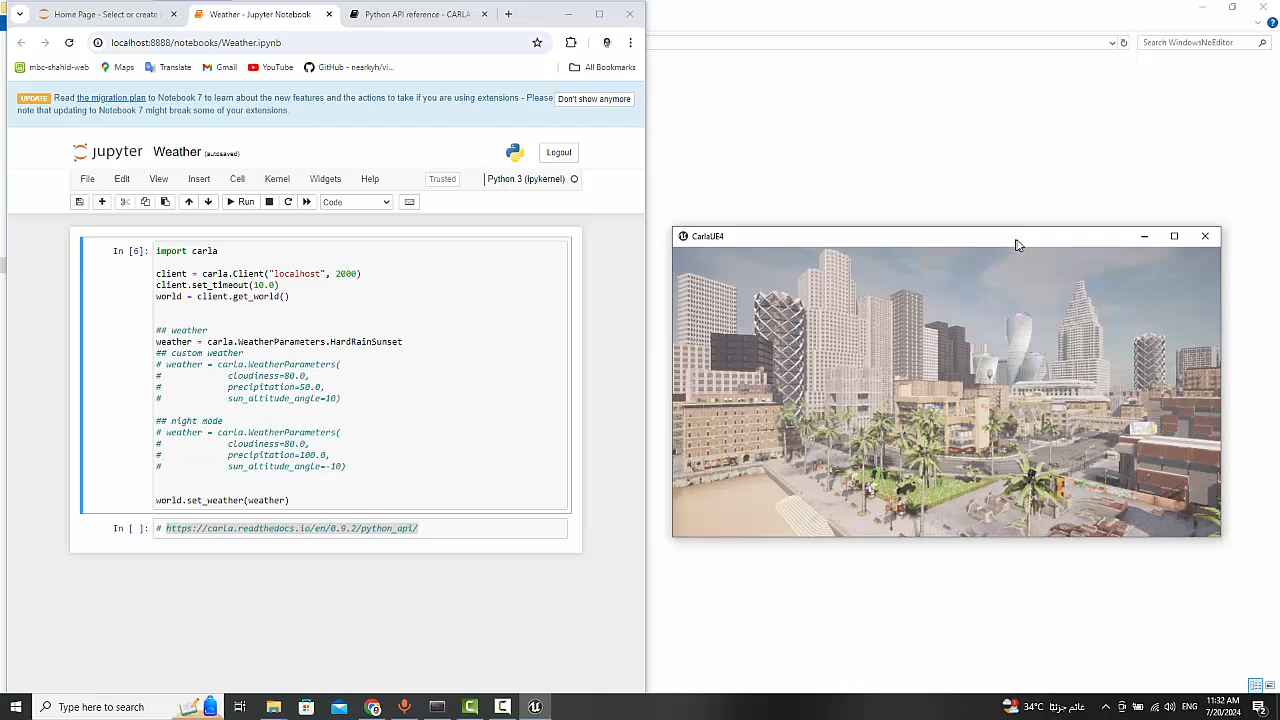 Home Page - Select or create
Weather - Jupyter Notebook
Python API reference - CARLA
localhost:8888/notebooks/Weather.ipynb
mbc-shahid-web
Maps
Translate
Gmail
YouTube
GitHub - nearkyh/vi...
All Bookmarks
Search WindowsNoEditor
UPDATE Read the migration plan to Notebook 7 to learn about the new features and the actions to take if you are using extensions - Please
note that updating to Notebook 7 might break some of your extensions.
Don't show anymore
jupyter Weather (autosaved)
Logout
File Edit View Insert Cell Kernel Widgets Help
Trusted
Python 3 (ipykernel)
Run
Code
In [6]: import carla
client = carla.Client("localhost", 2000)
client.set_timeout(10.0)
world = client.get_world()
## weather
weather = carla.WeatherParameters.HardRainSunset
## custom weather
# weather = carla.WeatherParameters(
# cloudiness=80.0,
# precipitation=50.0,
# sun_altitude_angle=10)
## night mode
# weather = carla.WeatherParameters(
# cloudiness=80.0,
# precipitation=100.0,
# sun_altitude_angle=-10)
world.set_weather(weather)
In [ ]: # https://carla.readthedocs.io/en/0.9.2/python_api/
CarlaUE4
Type here to search
34°C غائم جزئيًا
ENG
11:32 AM
7/20/2024
2